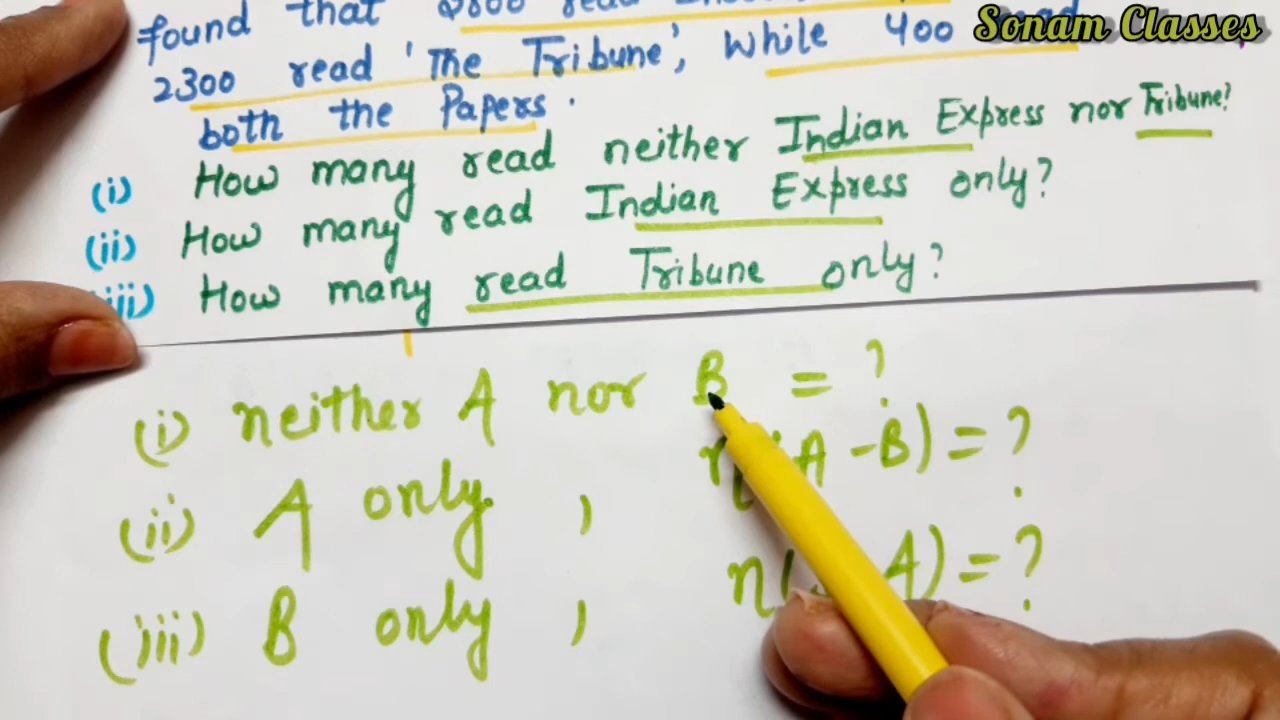 Sonam Classes
found that read
2300 read 'The Tribune', While 400
both the Papers.
(i) How many read neither Indian Express nor Tribune?
(ii) How many read Indian Express only?
(iii) How many read Tribune only?
(i) neither A nor B = ?
(ii) A only, n(A-B) = ?
(iii) B only, A) = ?